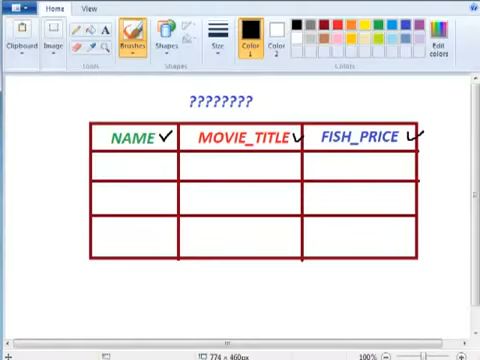 Home View
Clipboard Image Tools Brushes Shapes Shapes Size Color 1 Color 2 Colors Edit colors
????????
NAME MOVIE_TITLE FISH_PRICE
774 × 460px 100%